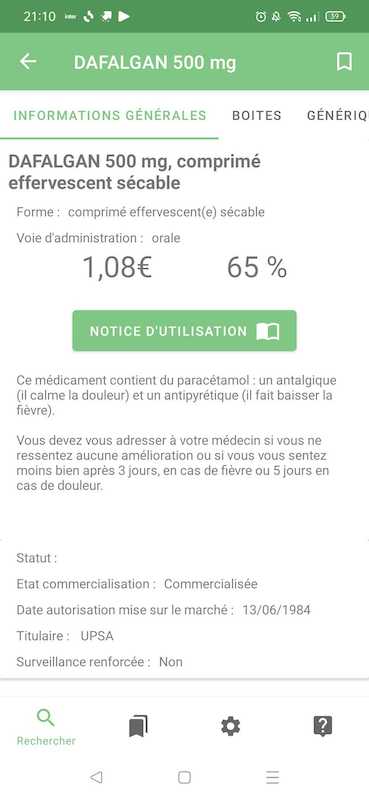 21:10
39
DAFALGAN 500 mg
INFORMATIONS GÉNÉRALES BOITES GÉNÉRIQ
DAFALGAN 500 mg, comprimé
effervescent sécable
Forme : comprimé effervescent(e) sécable
Voie d'administration : orale
1,08€ 65 %
NOTICE D'UTILISATION
Ce médicament contient du paracétamol : un antalgique
(il calme la douleur) et un antipyrétique (il fait baisser la
fièvre).
Vous devez vous adresser à votre médecin si vous ne
ressentez aucune amélioration ou si vous vous sentez
moins bien après 3 jours, en cas de fièvre ou 5 jours en
cas de douleur.
Statut :
Etat commercialisation : Commercialisée
Date autorisation mise sur le marché : 13/06/1984
Titulaire : UPSA
Surveillance renforcée : Non
Rechercher